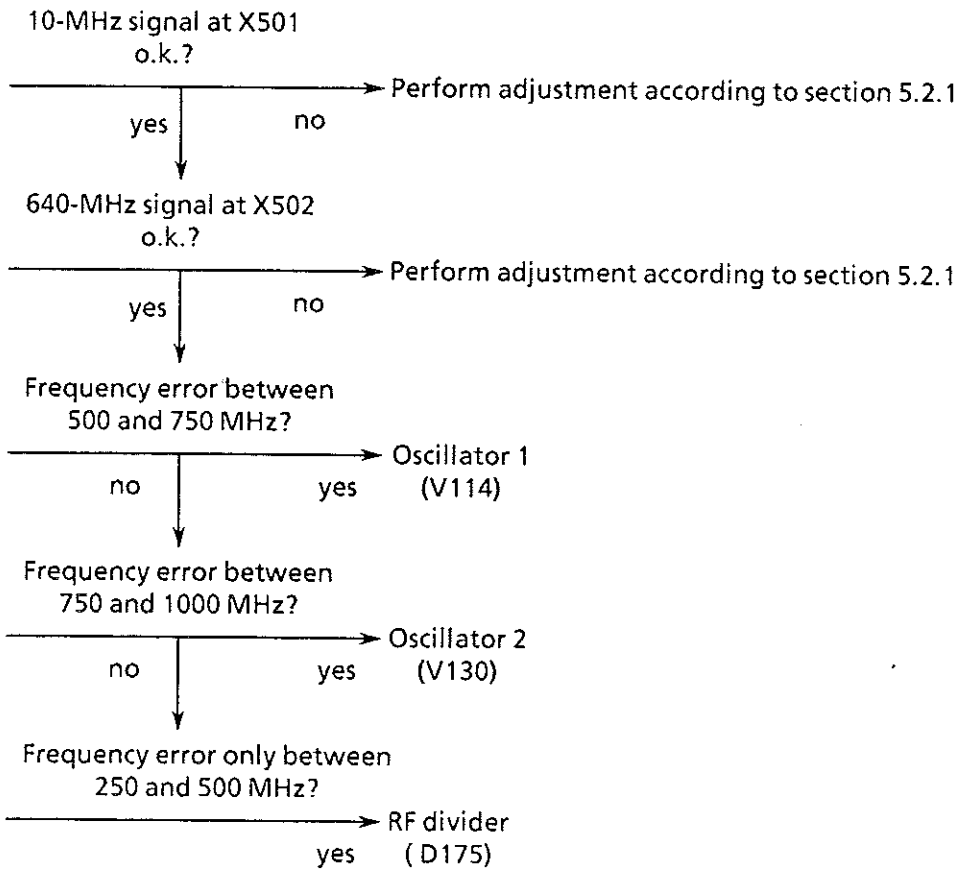 10-MHz signal at X501
o.k.?
Perform adjustment according to section 5.2.1
yes
no
640-MHz signal at X502
o.k.?
Perform adjustment according to section 5.2.1
yes
no
Frequency error between
500 and 750 MHz?
Oscillator 1
no
yes
(V114)
Frequency error between
750 and 1000 MHz?
Oscillator 2
no
yes
(V130)
Frequency error only between
250 and 500 MHz?
RF divider
yes
( D175)